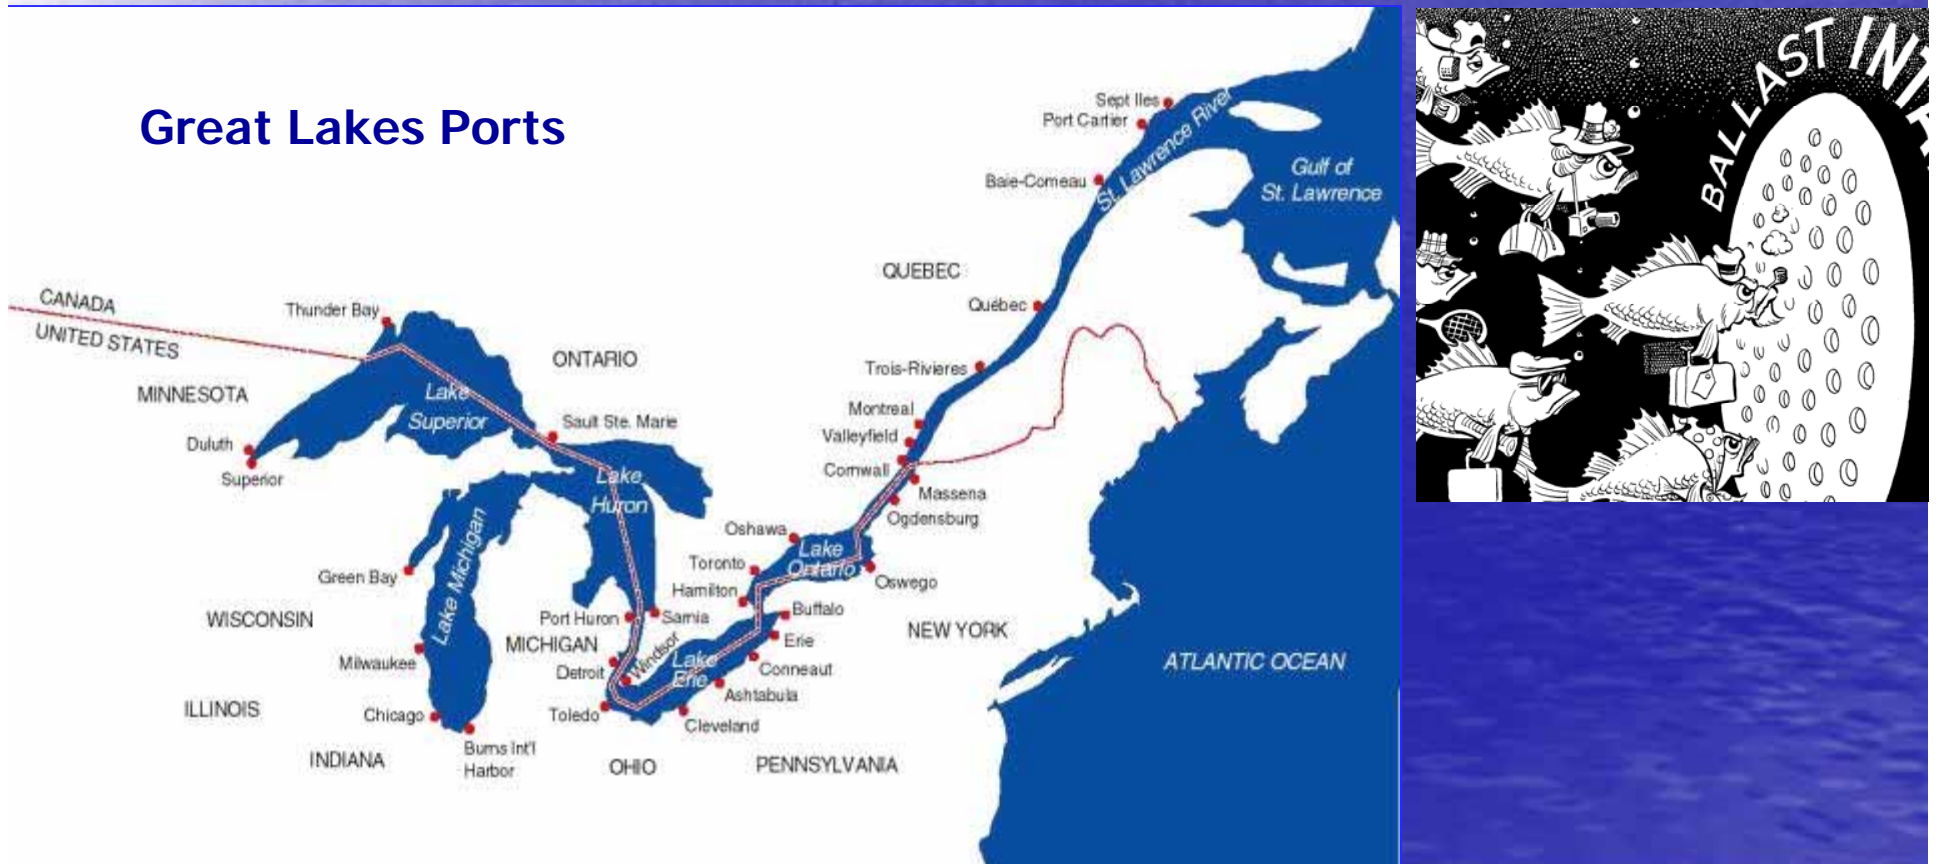 Great Lakes Ports
BALLAST
Sept Iles
Port Cartier
St. Lawrence River
Gulf of
St. Lawrence
Baie-Comeau
QUEBEC
Québec
CANADA
UNITED STATES
Thunder Bay
ONTARIO
Trois-Rivieres
MINNESOTA
Lake
Superior
Montreal
Sault Ste. Marie
Valleyfield
Duluth
Cornwall
Superior
Lake
Huron
Massena
Ogdensburg
Lake Michigan
Oshawa
Lake
Ontario
Toronto
Green Bay
Oswego
Hamilton
Buffalo
Port Huron
Sarnia
WISCONSIN
NEW YORK
MICHIGAN
Windsor
Erie
Milwaukee
Detroit
Lake
Erie
Conneaut
ATLANTIC OCEAN
Ashtabula
ILLINOIS
Chicago
Toledo
Cleveland
Burns Int'l
Harbor
INDIANA
OHIO
PENNSYLVANIA